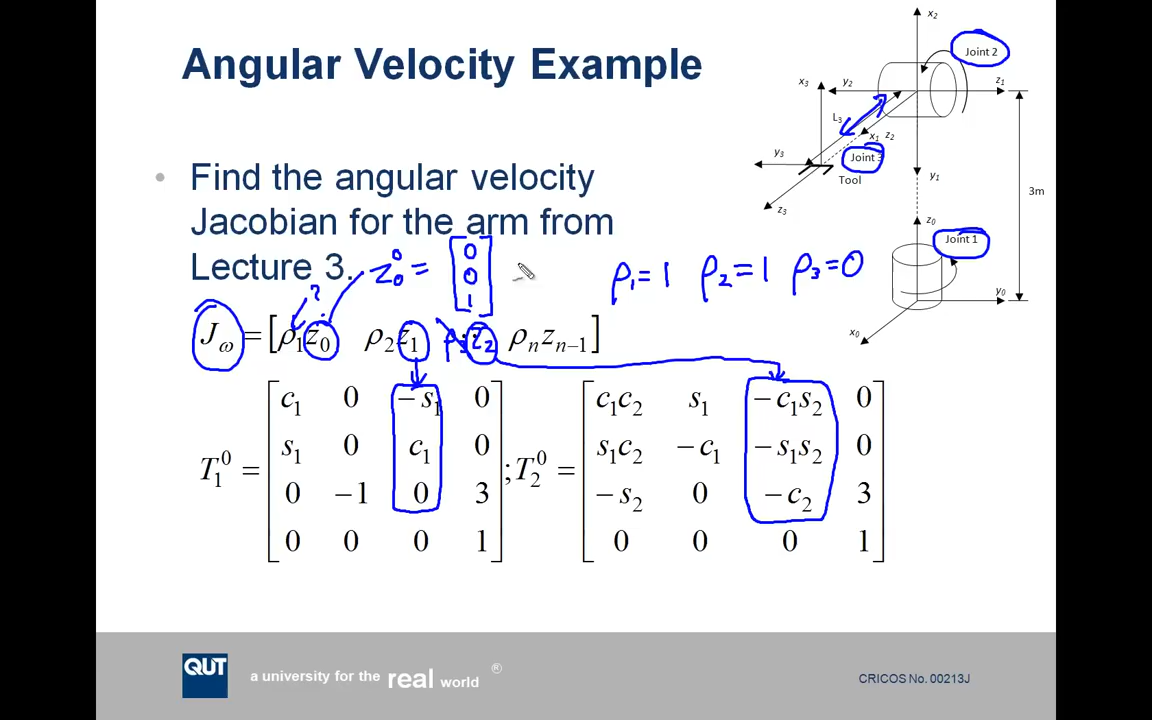 Angular Velocity Example
• Find the angular velocity
Jacobian for the arm from
Lecture 3.
z₀⁰ = [0 0 1]
ρ₁=1 ρ₂=1 ρ₃=0
?
J_ω = [ρ₁z₀ ρ₂z₁ ρ₃z₂ ρₙzₙ₋₁]
T₁⁰ = [c₁ 0 −s₁ 0
s₁ 0 c₁ 0
0 −1 0 3
0 0 0 1]
; T₂⁰ = [c₁c₂ s₁ −c₁s₂ 0
s₁c₂ −c₁ −s₁s₂ 0
−s₂ 0 −c₂ 3
0 0 0 1]
x₂
Joint 2
x₃
y₂
z₁
L₃
x₁ z₂
y₃
Joint 3
Tool
y₁
3m
z₃
z₀
Joint 1
y₀
x₀
QUT
a university for the real world®
CRICOS No. 00213J